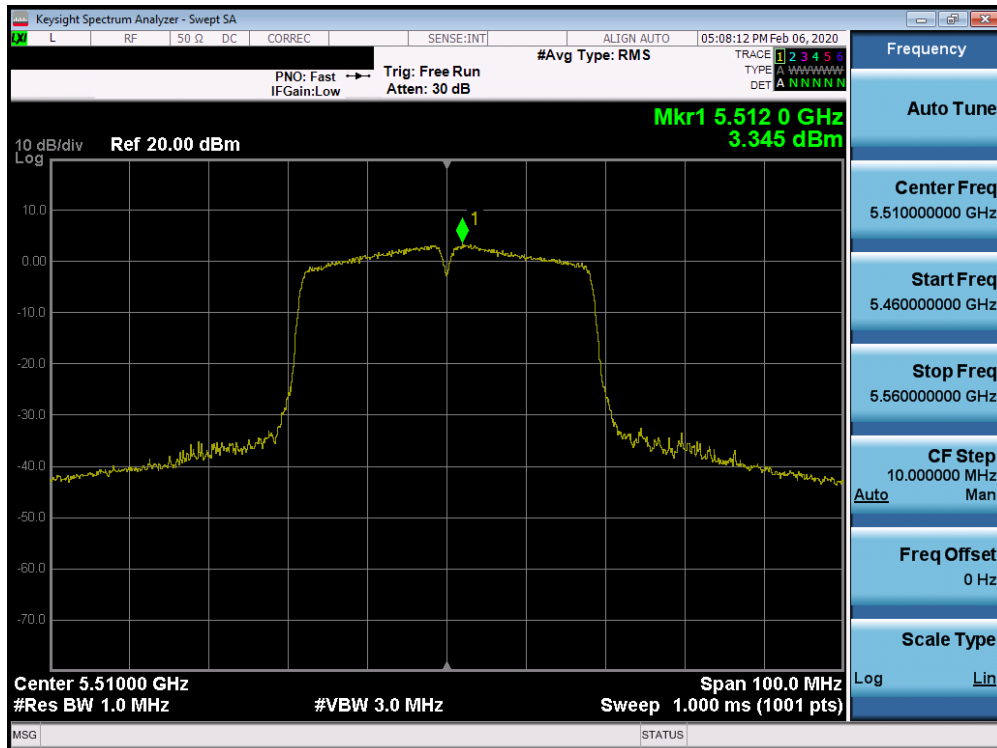 Keysight Spectrum Analyzer - Swept SA
LXI L RF 50 Ω DC CORREC SENSE:INT ALIGN AUTO 05:08:12 PM Feb 06, 2020
PNO: Fast
IFGain:Low
Trig: Free Run
Atten: 30 dB
#Avg Type: RMS
TRACE 1 2 3 4 5 6
TYPE A WWWWW
DET A N N N N N
Mkr1 5.512 0 GHz
3.345 dBm
10 dB/div
Log
Ref 20.00 dBm
1
10.0
0.00
-10.0
-20.0
-30.0
-40.0
-50.0
-60.0
-70.0
Center 5.51000 GHz
#Res BW 1.0 MHz
#VBW 3.0 MHz
Span 100.0 MHz
Sweep 1.000 ms (1001 pts)
MSG
STATUS
Frequency
Auto Tune
Center Freq
5.510000000 GHz
Start Freq
5.460000000 GHz
Stop Freq
5.560000000 GHz
CF Step
10.000000 MHz
Auto Man
Freq Offset
0 Hz
Scale Type
Log Lin